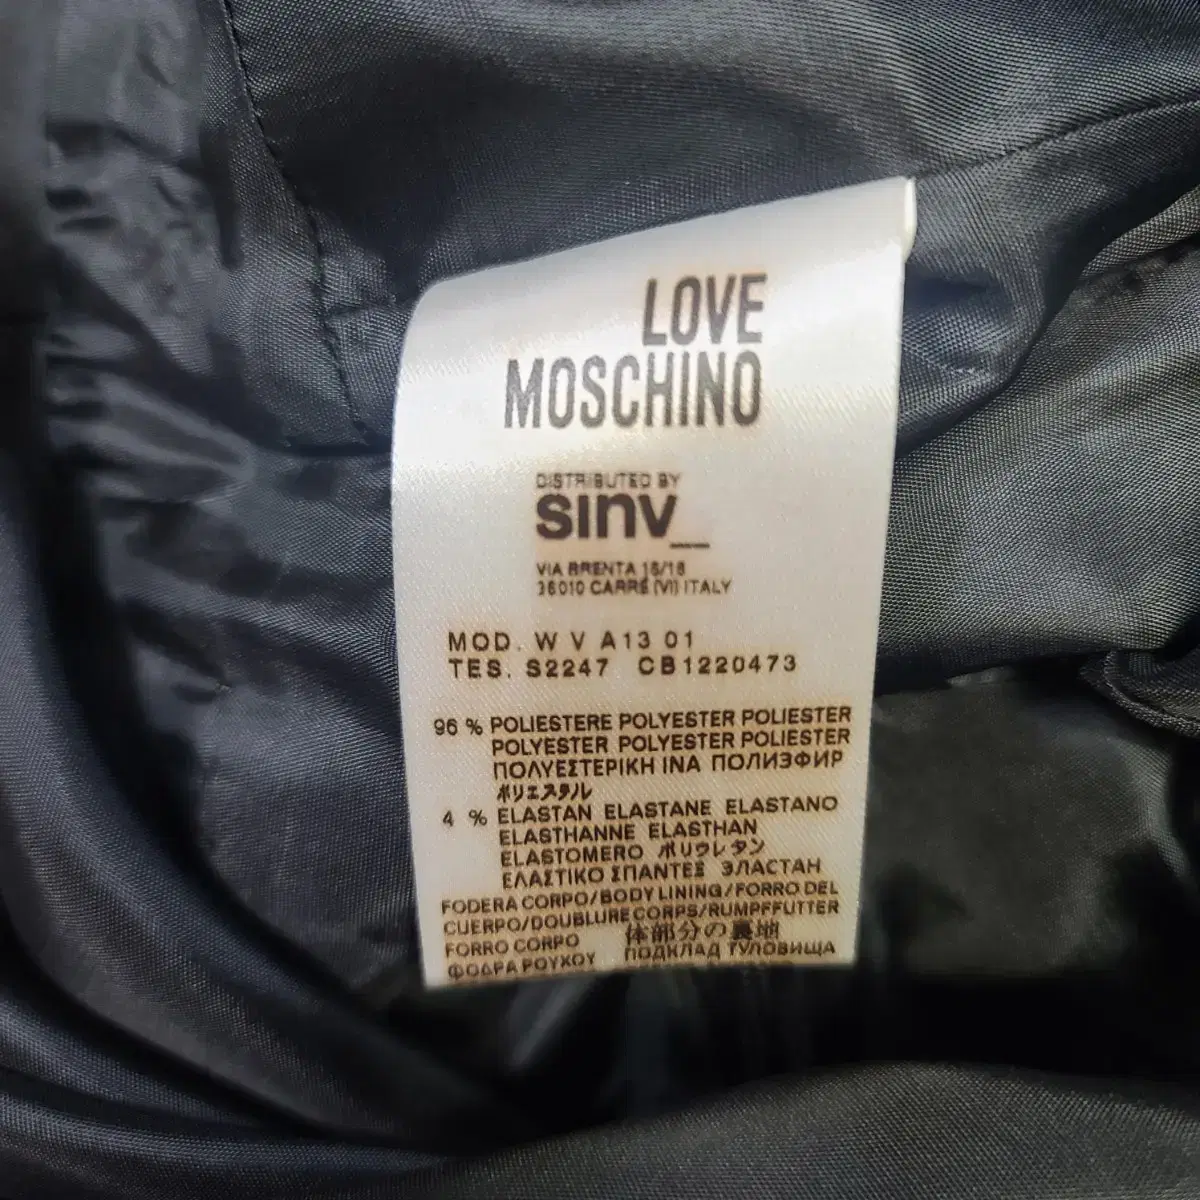 LOVE
MOSCHINO
DISTRIBUTED BY
sinv_
VIA BRENTA 16/18
36010 CARRÉ (VI) ITALY
MOD. W V A13 01
TES. S2247 CB1220473
96 % POLIESTERE POLYESTER POLIESTER
POLYESTER POLYESTER POLIESTER
ΠΟΛΥΕΣΤΕΡΙΚΗ ΙΝΑ ПОЛИЭФИР
ポリエステル
4 % ELASTAN ELASTANE ELASTANO
ELASTHANNE ELASTHAN
ELASTOMERO ポリウレタン
ΕΛΑΣΤΙΚΟ ΣΠΑΝΤΕΞ ЭЛАСТАН
FODERA CORPO/BODY LINING/FORRO DEL
CUERPO/DOUBLURE CORPS/RUMPFFUTTER
FORRO CORPO 体部分の裏地
ΦΟΔΡΑ ΡΟΥΧΟΥ ПОДКЛАД ТУЛОВИЩА